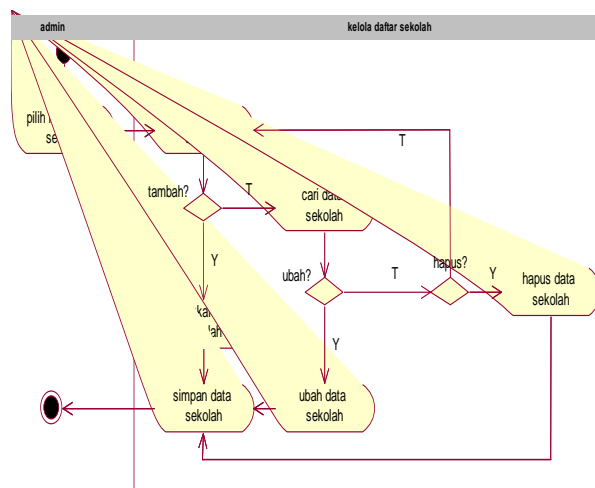 admin
kelola daftar sekolah
pilih
T
tambah?
T
cari data
sekolah
Y
ubah?
T
hapus?
Y
hapus data
sekolah
Y
simpan data
sekolah
ubah data
sekolah